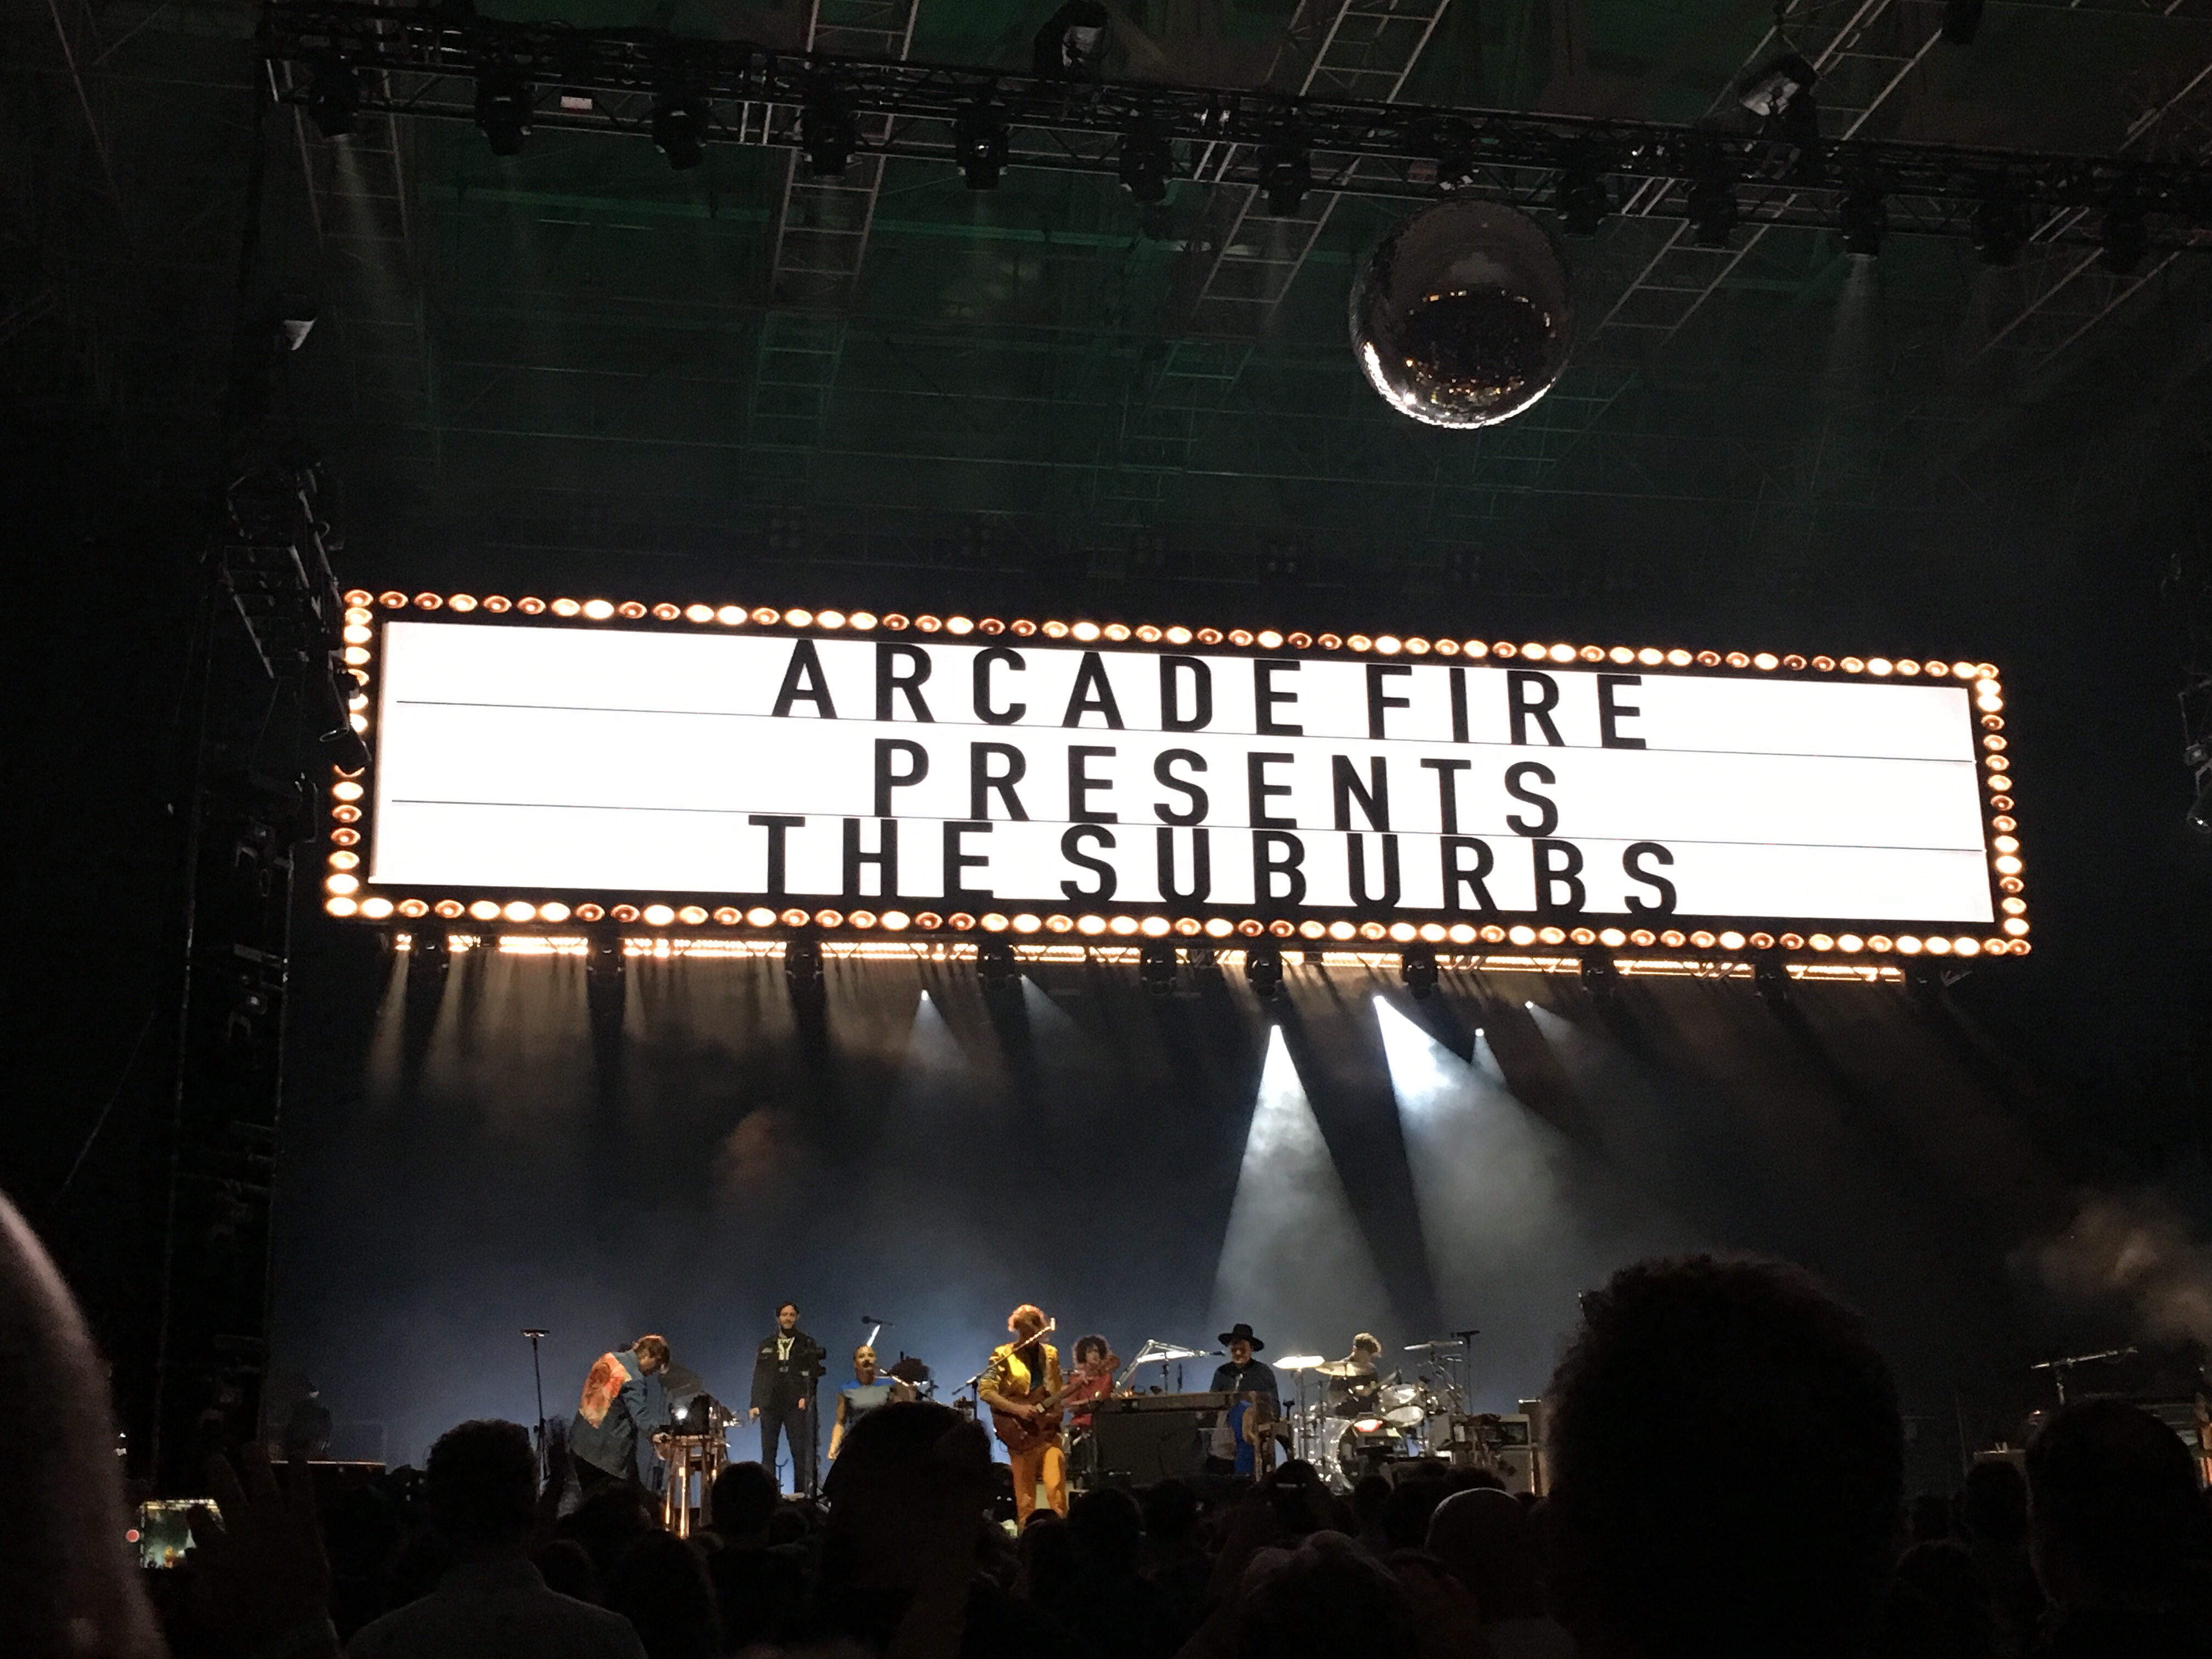 ARCADE FIRE
PRESENTS
THE SUBURBS